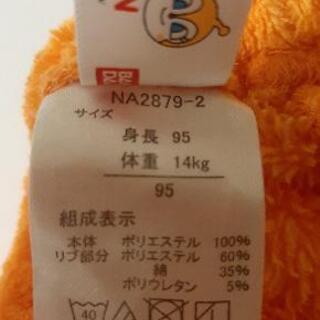 N
NA2879-2
サイズ
身長 95
体重 14kg
95
組成表示
本体 ポリエステル 100%
リブ部分 ポリエステル 60%
綿 35%
ポリウレタン 5%
40